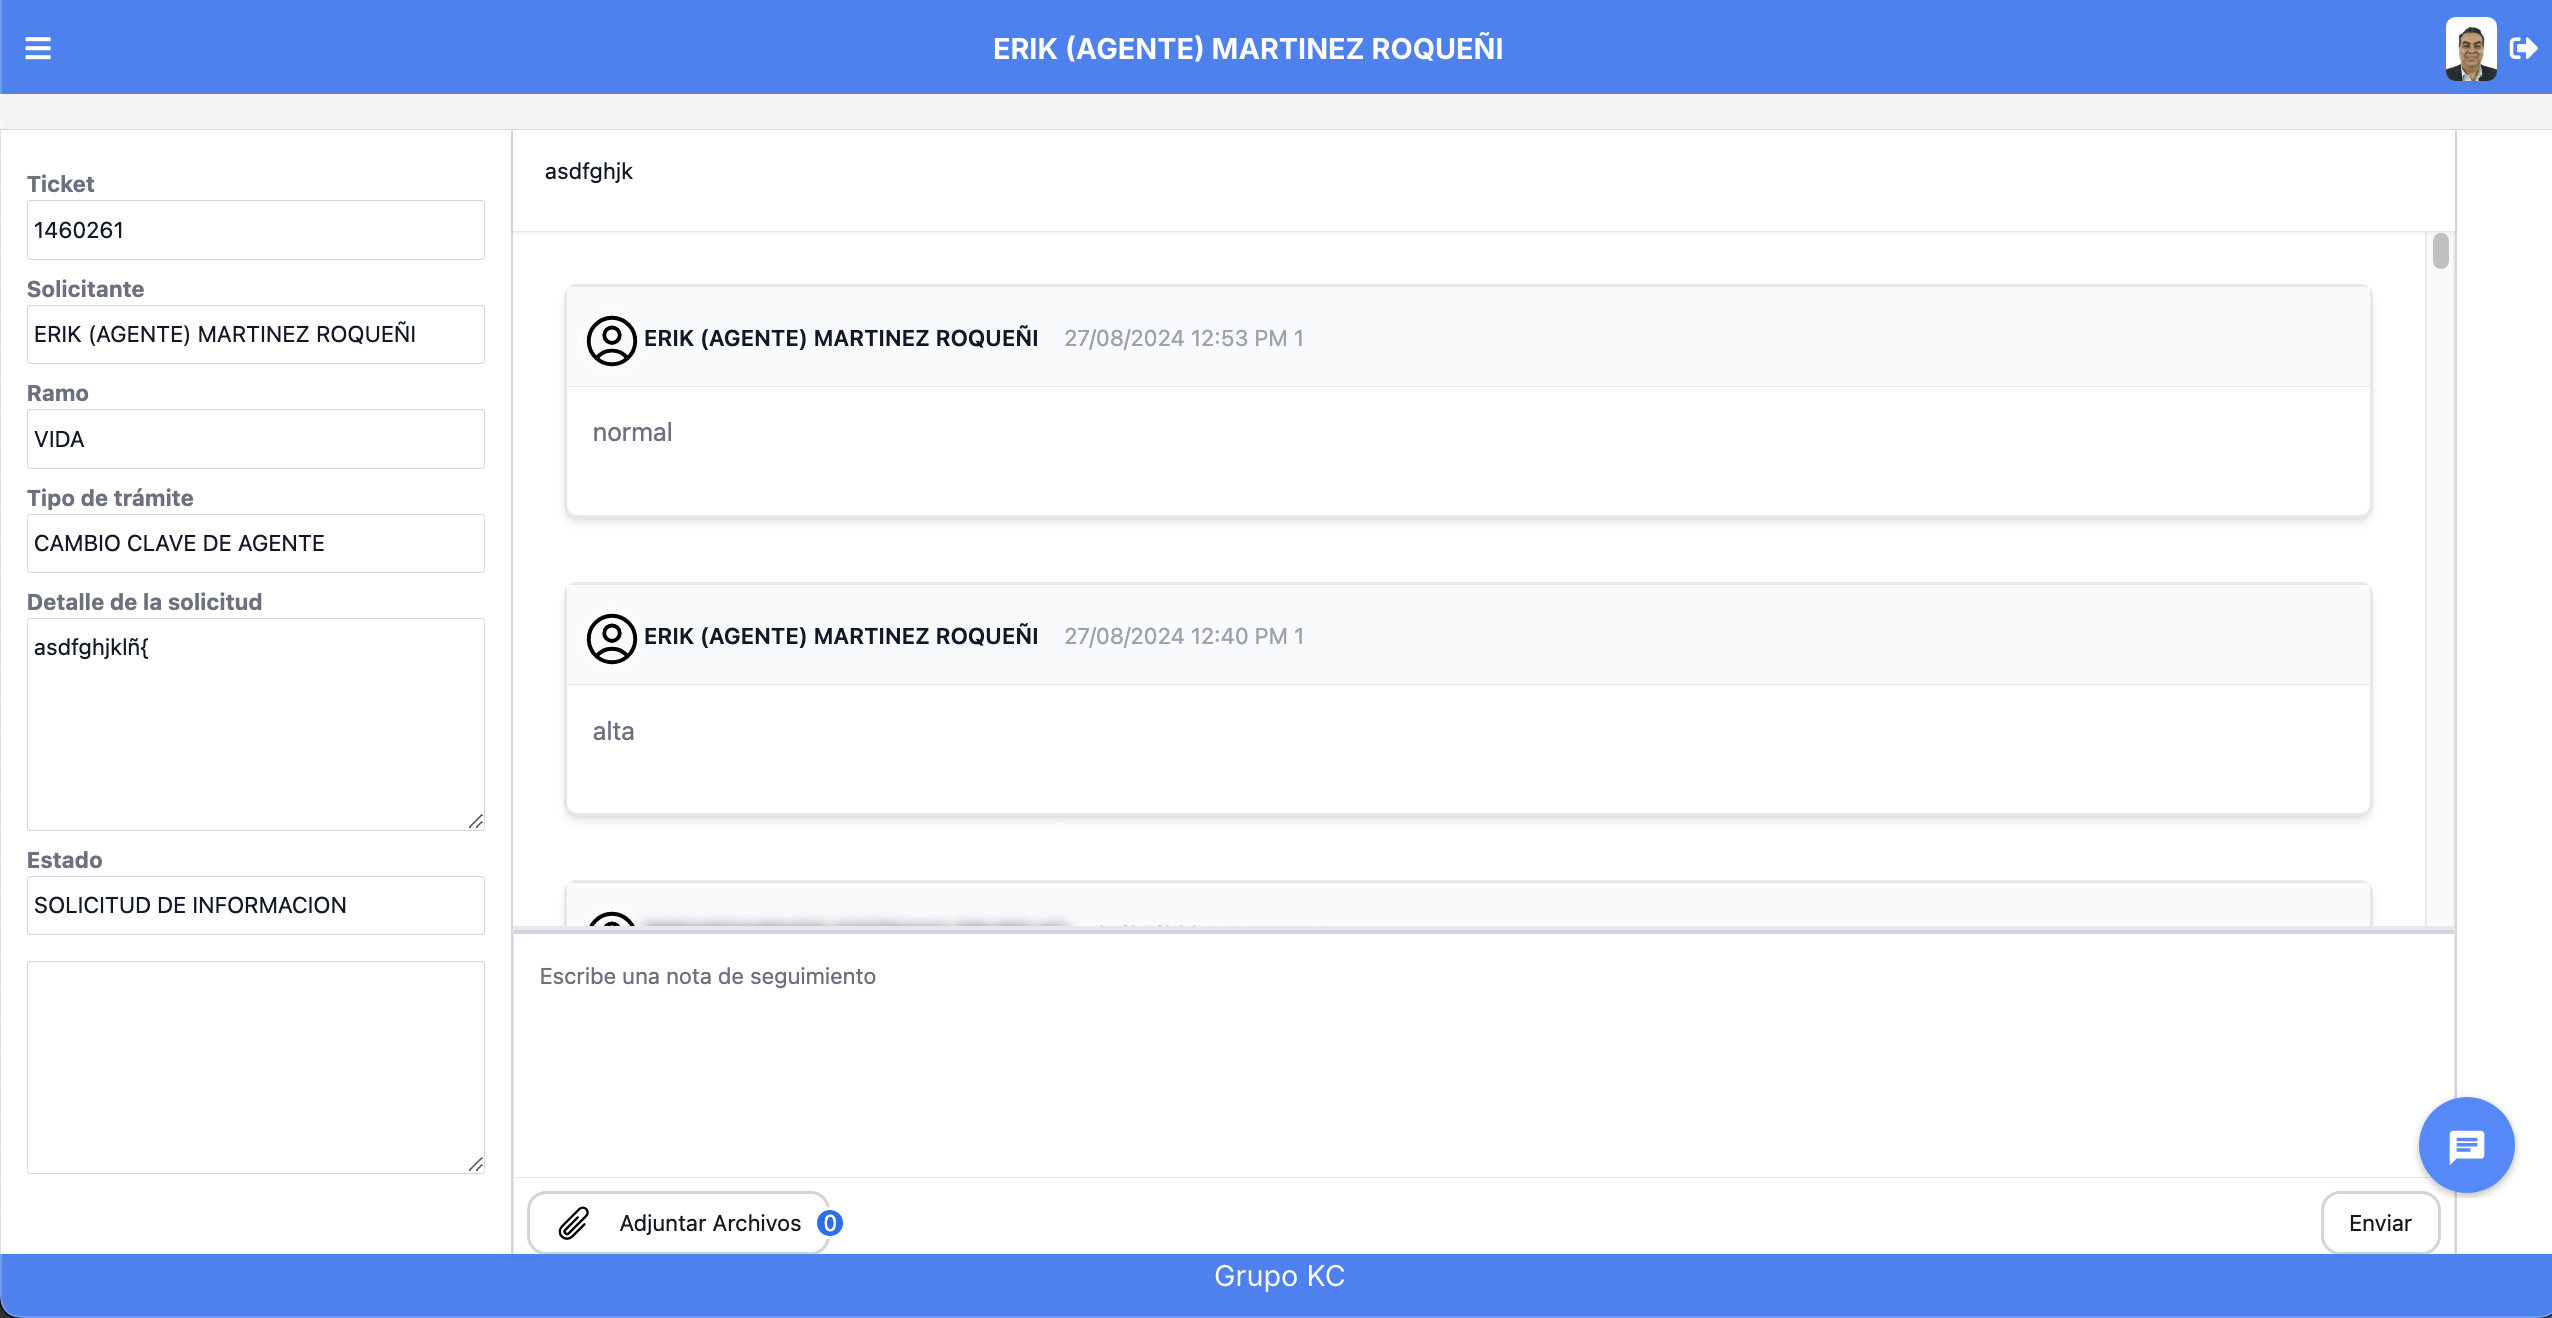 ERIK (AGENTE) MARTINEZ ROQUEÑI
Ticket
1460261
Solicitante
ERIK (AGENTE) MARTINEZ ROQUEÑI
Ramo
VIDA
Tipo de trámite
CAMBIO CLAVE DE AGENTE
Detalle de la solicitud
asdfghjklñ{
Estado
SOLICITUD DE INFORMACION
asdfghjk
ERIK (AGENTE) MARTINEZ ROQUEÑI 27/08/2024 12:53 PM 1
normal
ERIK (AGENTE) MARTINEZ ROQUEÑI 27/08/2024 12:40 PM 1
alta
Escribe una nota de seguimiento
Adjuntar Archivos 0
Enviar
Grupo KC